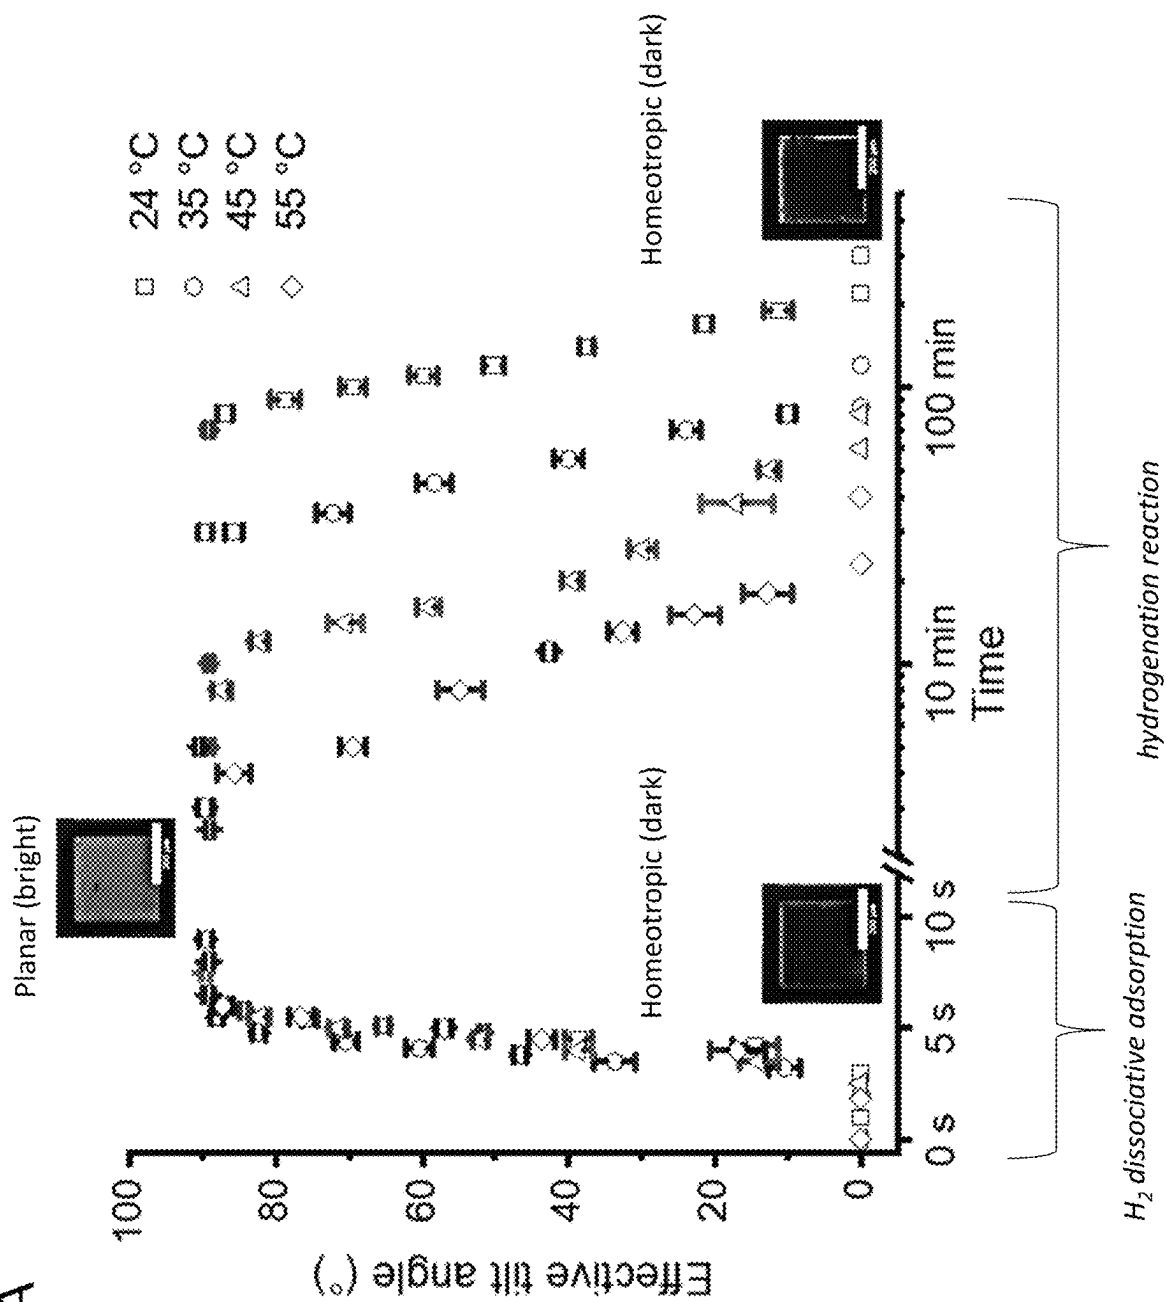 A
Planar (bright)
24 °C
35 °C
45 °C
55 °C
Homeotropic (dark)
Homeotropic (dark)
Effective tilt angle (°)
100
80
60
40
20
0
0 s
5 s
10 s
10 min
100 min
Time
H2 dissociative adsorption
hydrogenation reaction